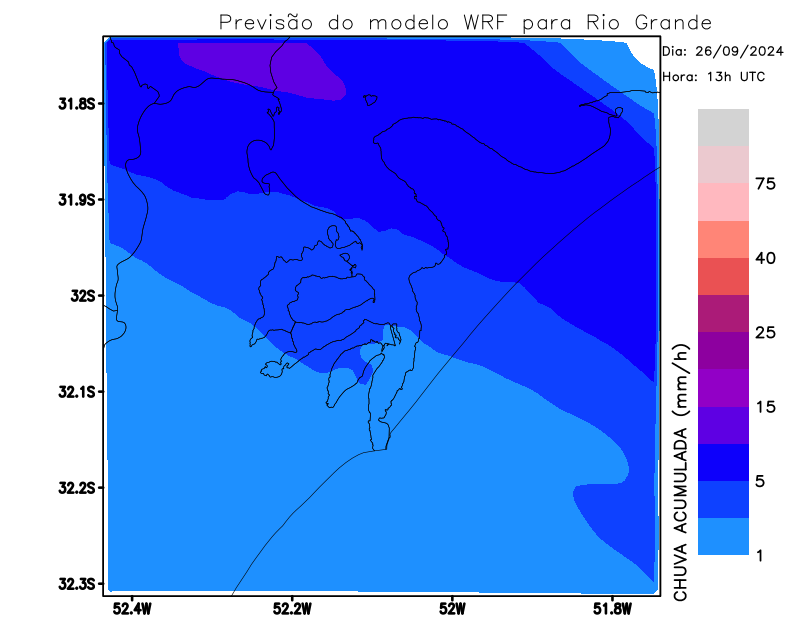 Previsão do modelo WRF para Rio Grande
Dia: 26/09/2024
Hora: 13h UTC
31.8S
31.9S
32S
32.1S
32.2S
32.3S
52.4W
52.2W
52W
51.8W
CHUVA ACUMULADA (mm/h)
75
40
25
15
5
1